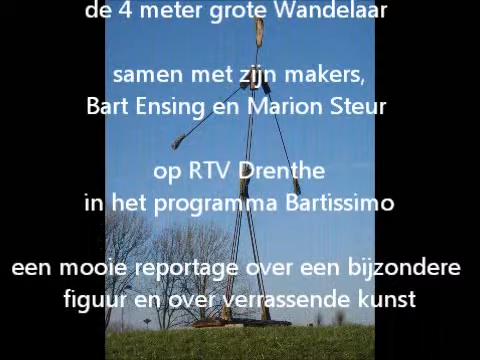 de 4 meter grote Wandelaar
samen met zijn makers,
Bart Ensing en Marion Steur
op RTV Drenthe
in het programma Bartissimo
een mooie reportage over een bijzondere
figuur en over verrassende kunst